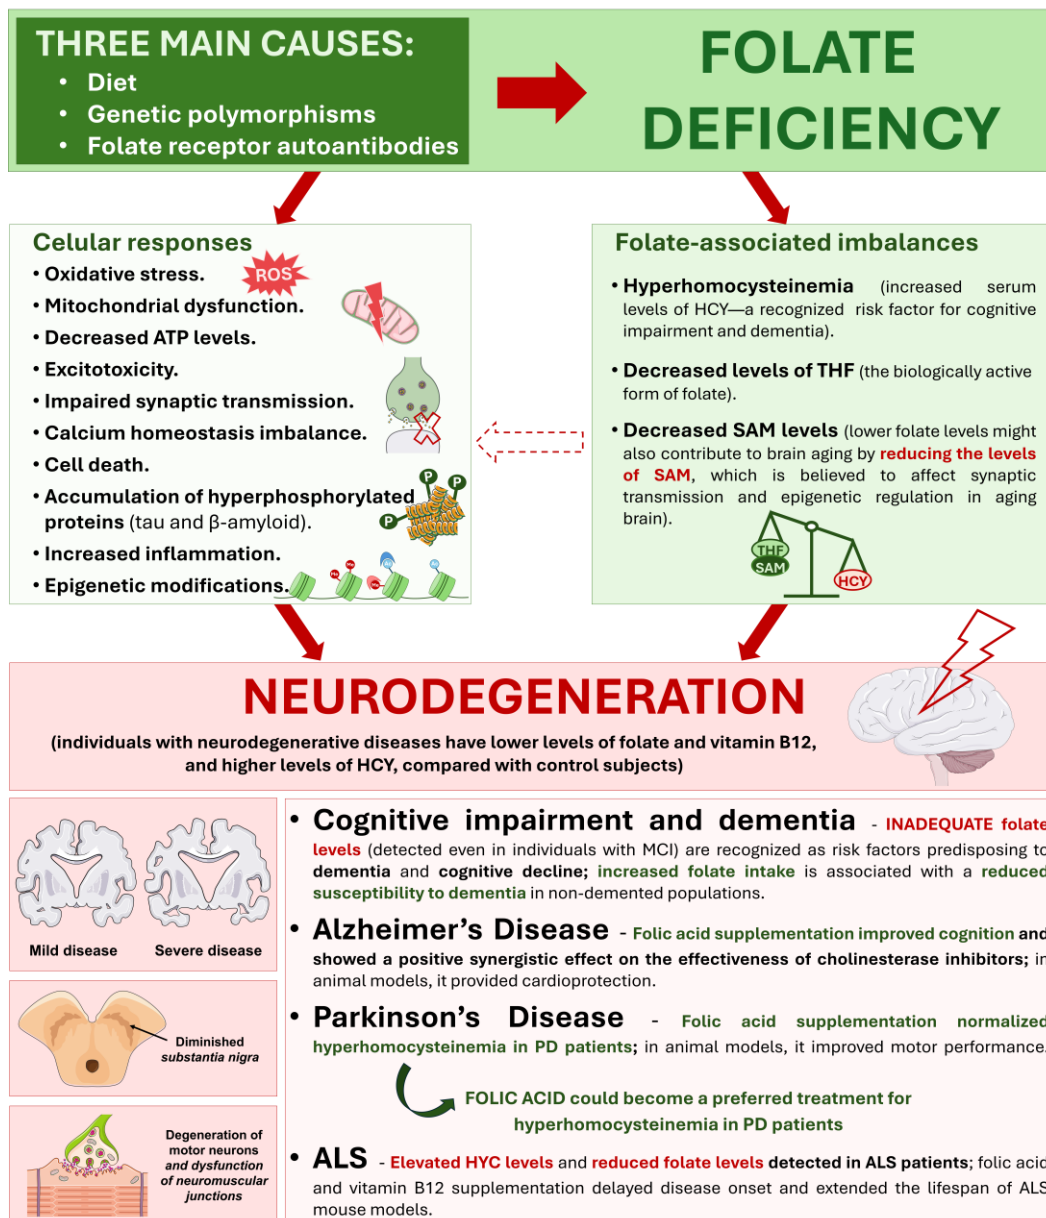 THREE MAIN CAUSES:
• Diet
• Genetic polymorphisms
• Folate receptor autoantibodies
FOLATE
DEFICIENCY
Celular responses
• Oxidative stress.
ROS
• Mitochondrial dysfunction.
• Decreased ATP levels.
• Excitotoxicity.
• Impaired synaptic transmission.
• Calcium homeostasis imbalance.
• Cell death.
• Accumulation of hyperphosphorylated
proteins (tau and β-amyloid).
P
P
P
• Increased inflammation.
• Epigenetic modifications.
Folate-associated imbalances
• Hyperhomocysteinemia (increased serum
levels of HCY—a recognized risk factor for cognitive
impairment and dementia).
• Decreased levels of THF (the biologically active
form of folate).
• Decreased SAM levels (lower folate levels might
also contribute to brain aging by reducing the levels
of SAM, which is believed to affect synaptic
transmission and epigenetic regulation in aging
brain).
THF
SAM
HCY
NEURODEGENERATION
(individuals with neurodegenerative diseases have lower levels of folate and vitamin B12,
and higher levels of HCY, compared with control subjects)
Mild disease
Severe disease
Diminished
substantia nigra
Degeneration of
motor neurons
and dysfunction
of neuromuscular
junctions
• Cognitive impairment and dementia - INADEQUATE folate
levels (detected even in individuals with MCI) are recognized as risk factors predisposing to
dementia and cognitive decline; increased folate intake is associated with a reduced
susceptibility to dementia in non-demented populations.
• Alzheimer's Disease - Folic acid supplementation improved cognition and
showed a positive synergistic effect on the effectiveness of cholinesterase inhibitors; in
animal models, it provided cardioprotection.
• Parkinson's Disease - Folic acid supplementation normalized
hyperhomocysteinemia in PD patients; in animal models, it improved motor performance.
FOLIC ACID could become a preferred treatment for
hyperhomocysteinemia in PD patients
• ALS - Elevated HYC levels and reduced folate levels detected in ALS patients; folic acid
and vitamin B12 supplementation delayed disease onset and extended the lifespan of ALS
mouse models.